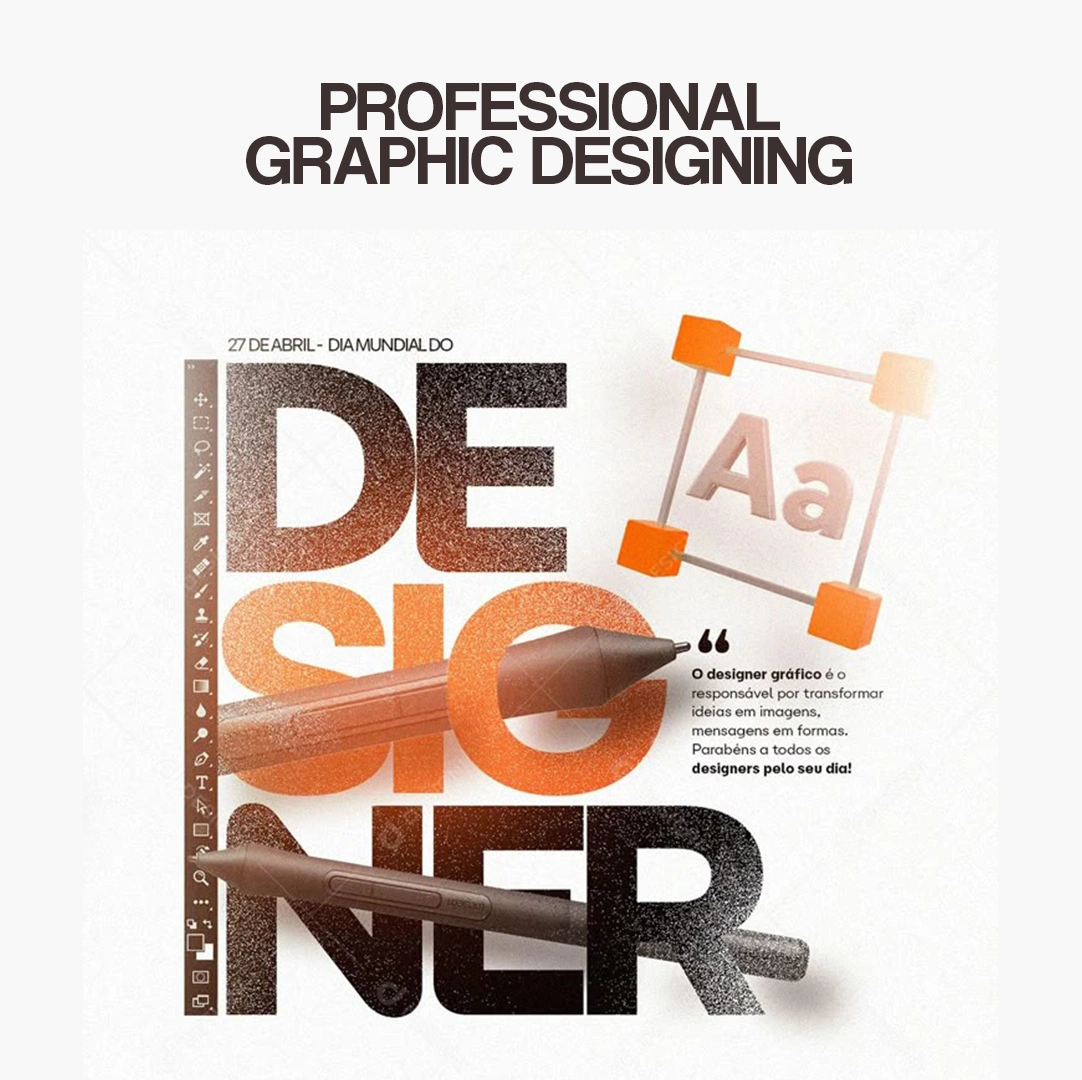 PROFESSIONAL
GRAPHIC DESIGNING
27 DE ABRIL - DIA MUNDIAL DO
DE
SIG
NER
Aa
“
O designer gráfico é o
responsável por transformar
ideias em imagens,
mensagens em formas.
Parabéns a todos os
designers pelo seu dia!